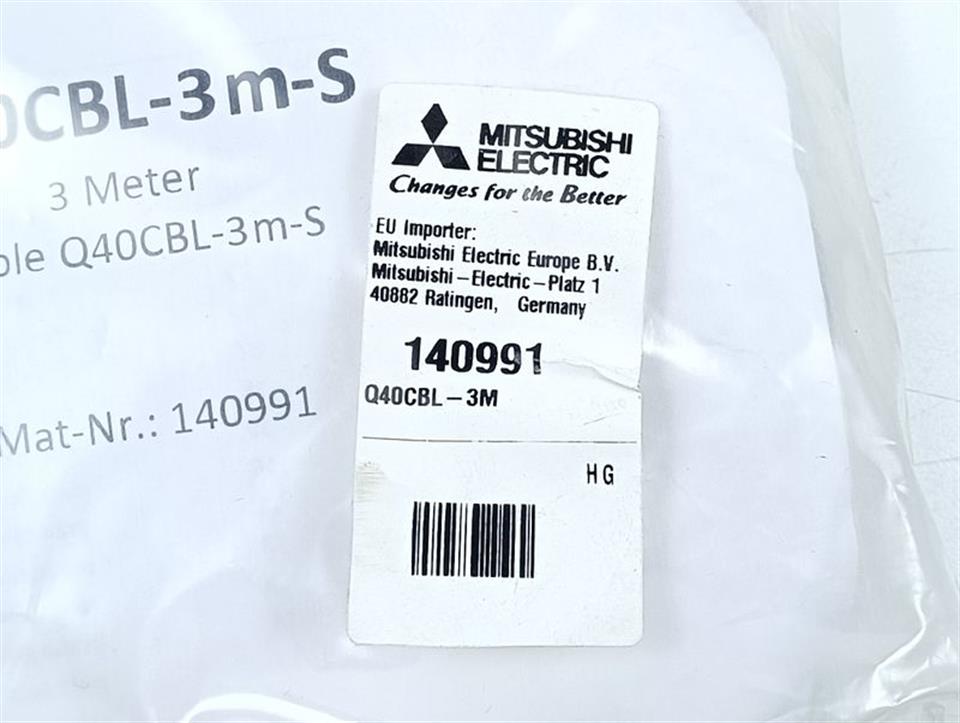 CBL-3m-S
3 Meter
Q40CBL-3m-S
Mat-Nr.: 140991
MITSUBISHI
ELECTRIC
Changes for the Better
EU Importer:
Mitsubishi Electric Europe B.V.
Mitsubishi-Electric-Platz 1
40882 Ratingen, Germany
140991
Q40CBL-3M
HG